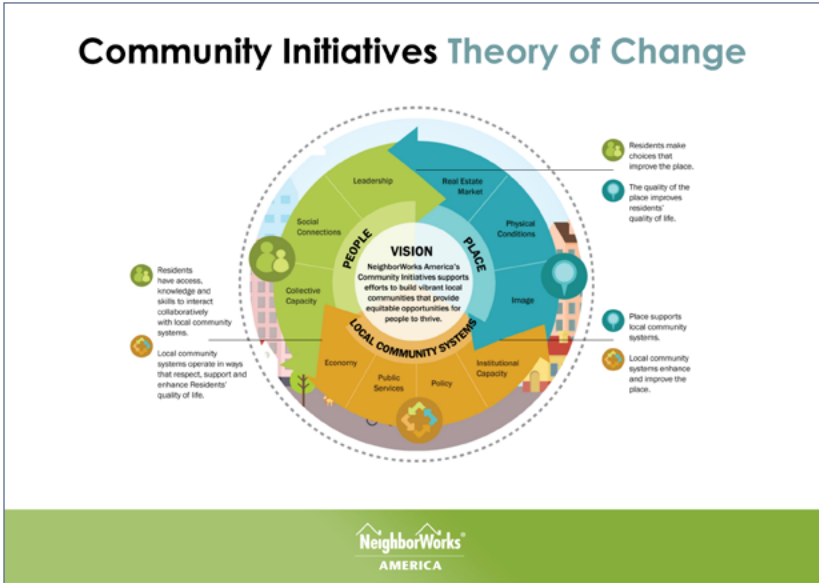 Community Initiatives Theory of Change
Leadership
Real Estate
Market
Social
Connections
Physical
Conditions
Collective
Capacity
Image
PEOPLE
PLACE
LOCAL COMMUNITY SYSTEMS
VISION
NeighborWorks America's
Community Initiatives supports
efforts to build vibrant local
communities that provide
equitable opportunities for
people to thrive.
Economy
Public
Services
Policy
Institutional
Capacity
Residents make
choices that
improve the place.
The quality of the
place improves
residents'
quality of life.
Residents
have access,
knowledge and
skills to interact
collaboratively
with local community
systems.
Local community
systems operate in ways
that respect, support and
enhance Residents'
quality of life.
Place supports
local community
systems.
Local community
systems enhance
and improve the
place.
NeighborWorks®
AMERICA